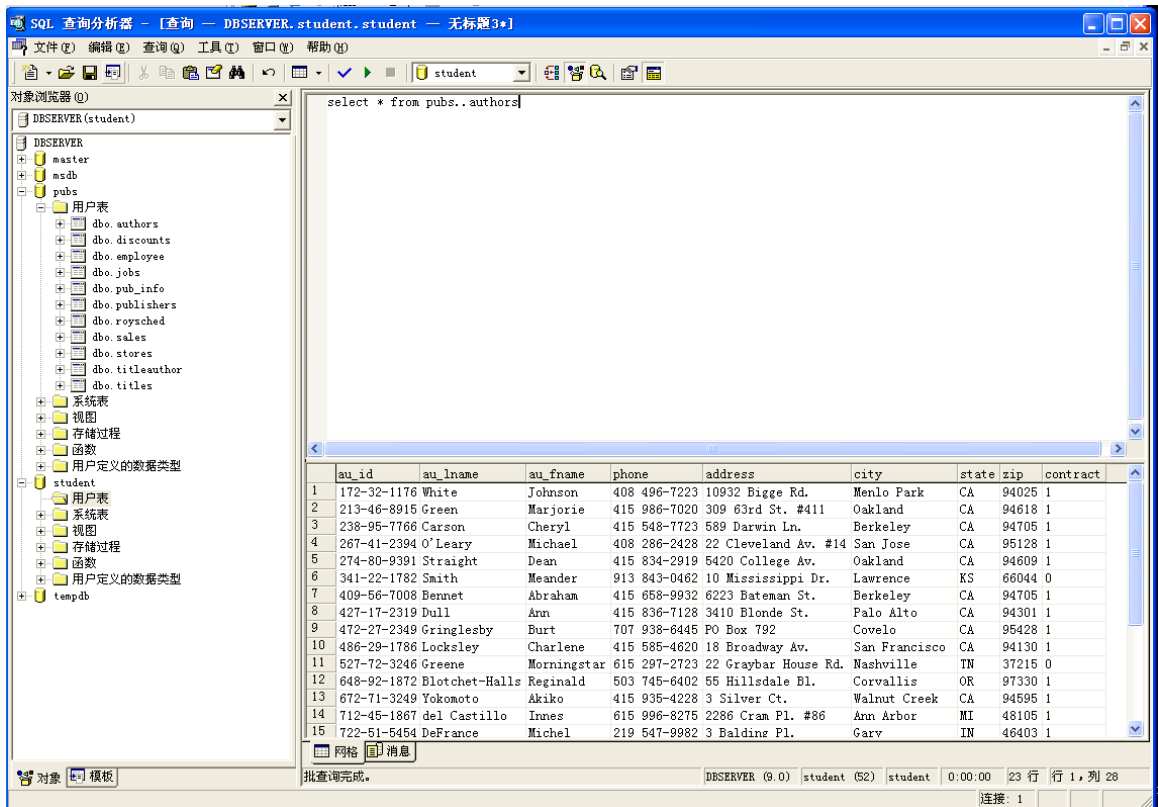 SQL 查询分析器 - [查询 — DBSERVER.student.student — 无标题3*]
文件(F) 编辑(E) 查询(Q) 工具(T) 窗口(W) 帮助(H)
student
对象浏览器(O)
DBSERVER(student)
DBSERVER
master
msdb
pubs
用户表
dbo.authors
dbo.discounts
dbo.employee
dbo.jobs
dbo.pub_info
dbo.publishers
dbo.roysched
dbo.sales
dbo.stores
dbo.titleauthor
dbo.titles
系统表
视图
存储过程
函数
用户定义的数据类型
student
用户表
系统表
视图
存储过程
函数
用户定义的数据类型
tempdb
对象 模板
select * from pubs..authors
au_id au_lname au_fname phone address city state zip contract
1 172-32-1176 White Johnson 408 496-7223 10932 Bigge Rd. Menlo Park CA 94025 1
2 213-46-8915 Green Marjorie 415 986-7020 309 63rd St. #411 Oakland CA 94618 1
3 238-95-7766 Carson Cheryl 415 548-7723 589 Darwin Ln. Berkeley CA 94705 1
4 267-41-2394 O'Leary Michael 408 286-2428 22 Cleveland Av. #14 San Jose CA 95128 1
5 274-80-9391 Straight Dean 415 834-2919 5420 College Av. Oakland CA 94609 1
6 341-22-1782 Smith Meander 913 843-0462 10 Mississippi Dr. Lawrence KS 66044 0
7 409-56-7008 Bennet Abraham 415 658-9932 6223 Bateman St. Berkeley CA 94705 1
8 427-17-2319 Dull Ann 415 836-7128 3410 Blonde St. Palo Alto CA 94301 1
9 472-27-2349 Gringlesby Burt 707 938-6445 PO Box 792 Covelo CA 95428 1
10 486-29-1786 Locksley Charlene 415 585-4620 18 Broadway Av. San Francisco CA 94130 1
11 527-72-3246 Greene Morningstar 615 297-2723 22 Graybar House Rd. Nashville TN 37215 0
12 648-92-1872 Blotchet-Halls Reginald 503 745-6402 55 Hillsdale Bl. Corvallis OR 97330 1
13 672-71-3249 Yokomoto Akiko 415 935-4228 3 Silver Ct. Walnut Creek CA 94595 1
14 712-45-1867 del Castillo Innes 615 996-8275 2286 Cram Pl. #86 Ann Arbor MI 48105 1
15 722-51-5454 DeFrance Michel 219 547-9982 3 Balding Pl. Gary IN 46403 1
网格 消息
批查询完成。 DBSERVER (9.0) student (52) student 0:00:00 23 行 行 1，列 28
连接: 1